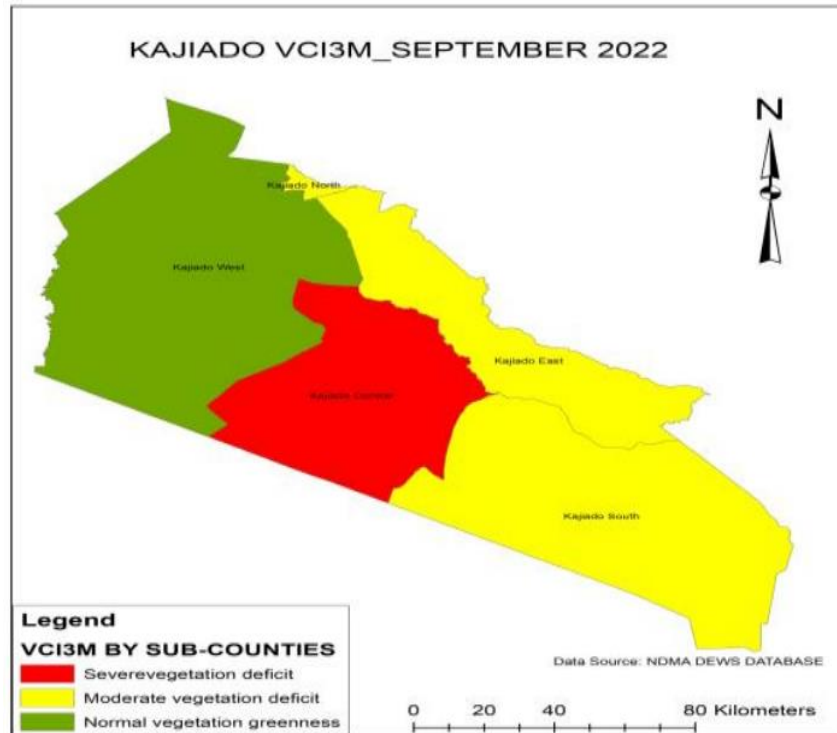 KAJIADO VCI3M_SEPTEMBER 2022
N
Kajiado North
Kajiado West
Kajiado East
Kajiado Central
Kajiado South
Legend
VCI3M BY SUB-COUNTIES
Severevegetation deficit
Moderate vegetation deficit
Normal vegetation greenness
Data Source: NDMA DEWS DATABASE
0 20 40 80 Kilometers